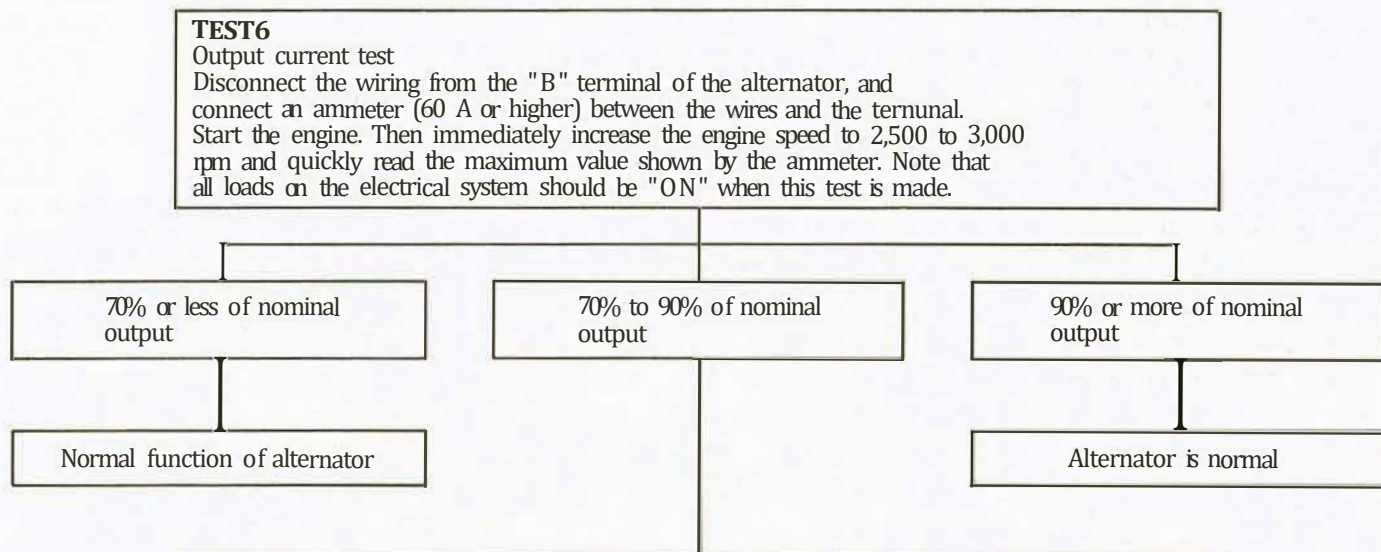 TEST6
Output current test
Disconnect the wiring from the "B" terminal of the alternator, and
connect an ammeter (60 A or higher) between the wires and the ternunal.
Start the engine. Then immediately increase the engine speed to 2,500 to 3,000
rpm and quickly read the maximum value shown by the ammeter. Note that
all loads on the electrical system should be "ON" when this test is made.
70% or less of nominal
output
70% to 90% of nominal
output
90% or more of nominal
output
Normal function of alternator
Alternator is normal